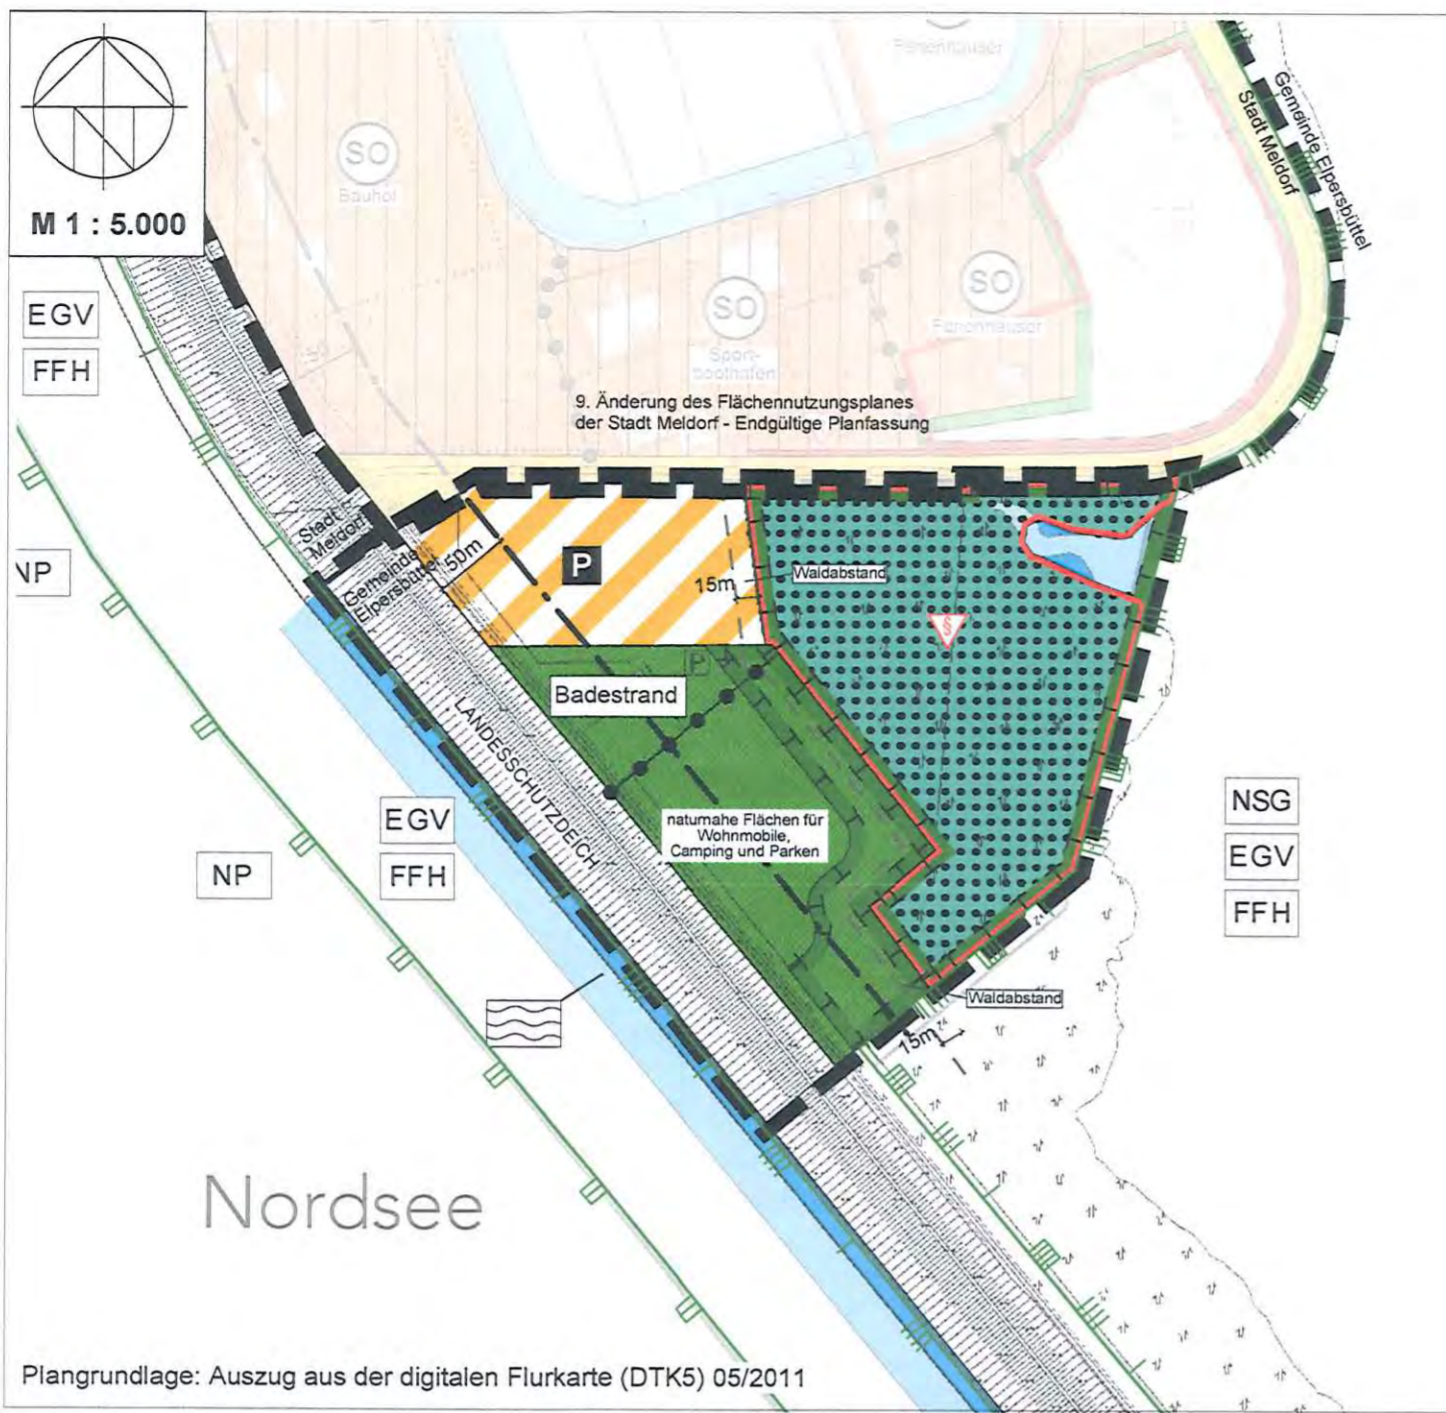 M 1 : 5.000
Ferienhäuser
SO
Bauhof
SO
Sport-
boothafen
SO
Ferienhäuser
Stadt Meldorf
Gemeinde Elpersbüttel
EGV
FFH
9. Änderung des Flächennutzungsplanes
der Stadt Meldorf - Endgültige Planfassung
Stadt
Meldorf
Gemeinde
Elpersbüttel
50m
P
15m
Waldabstand
NP
P
Badestrand
LANDESSCHUTZDEICH
naturnahe Flächen für
Wohnmobile,
Camping und Parken
EGV
FFH
NP
NSG
EGV
FFH
Waldabstand
15m
Nordsee
Plangrundlage: Auszug aus der digitalen Flurkarte (DTK5) 05/2011